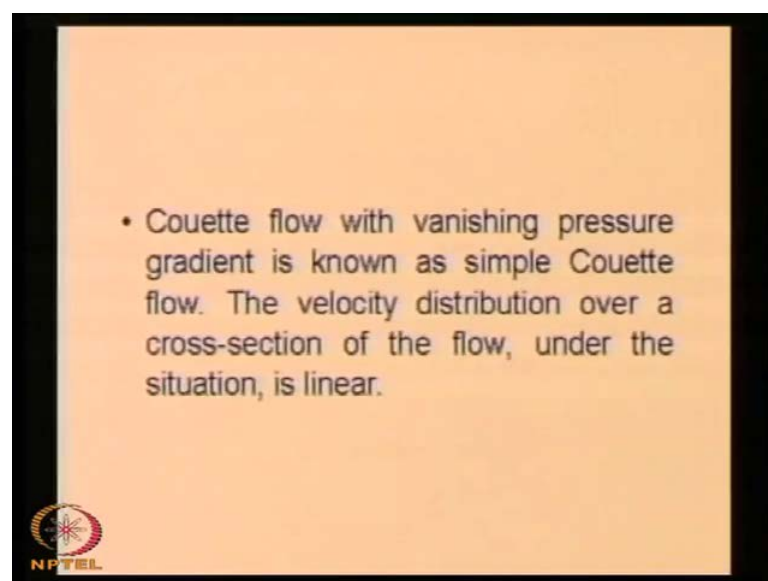 • Couette flow with vanishing pressure
gradient is known as simple Couette
flow. The velocity distribution over a
cross-section of the flow, under the
situation, is linear.
NPTEL